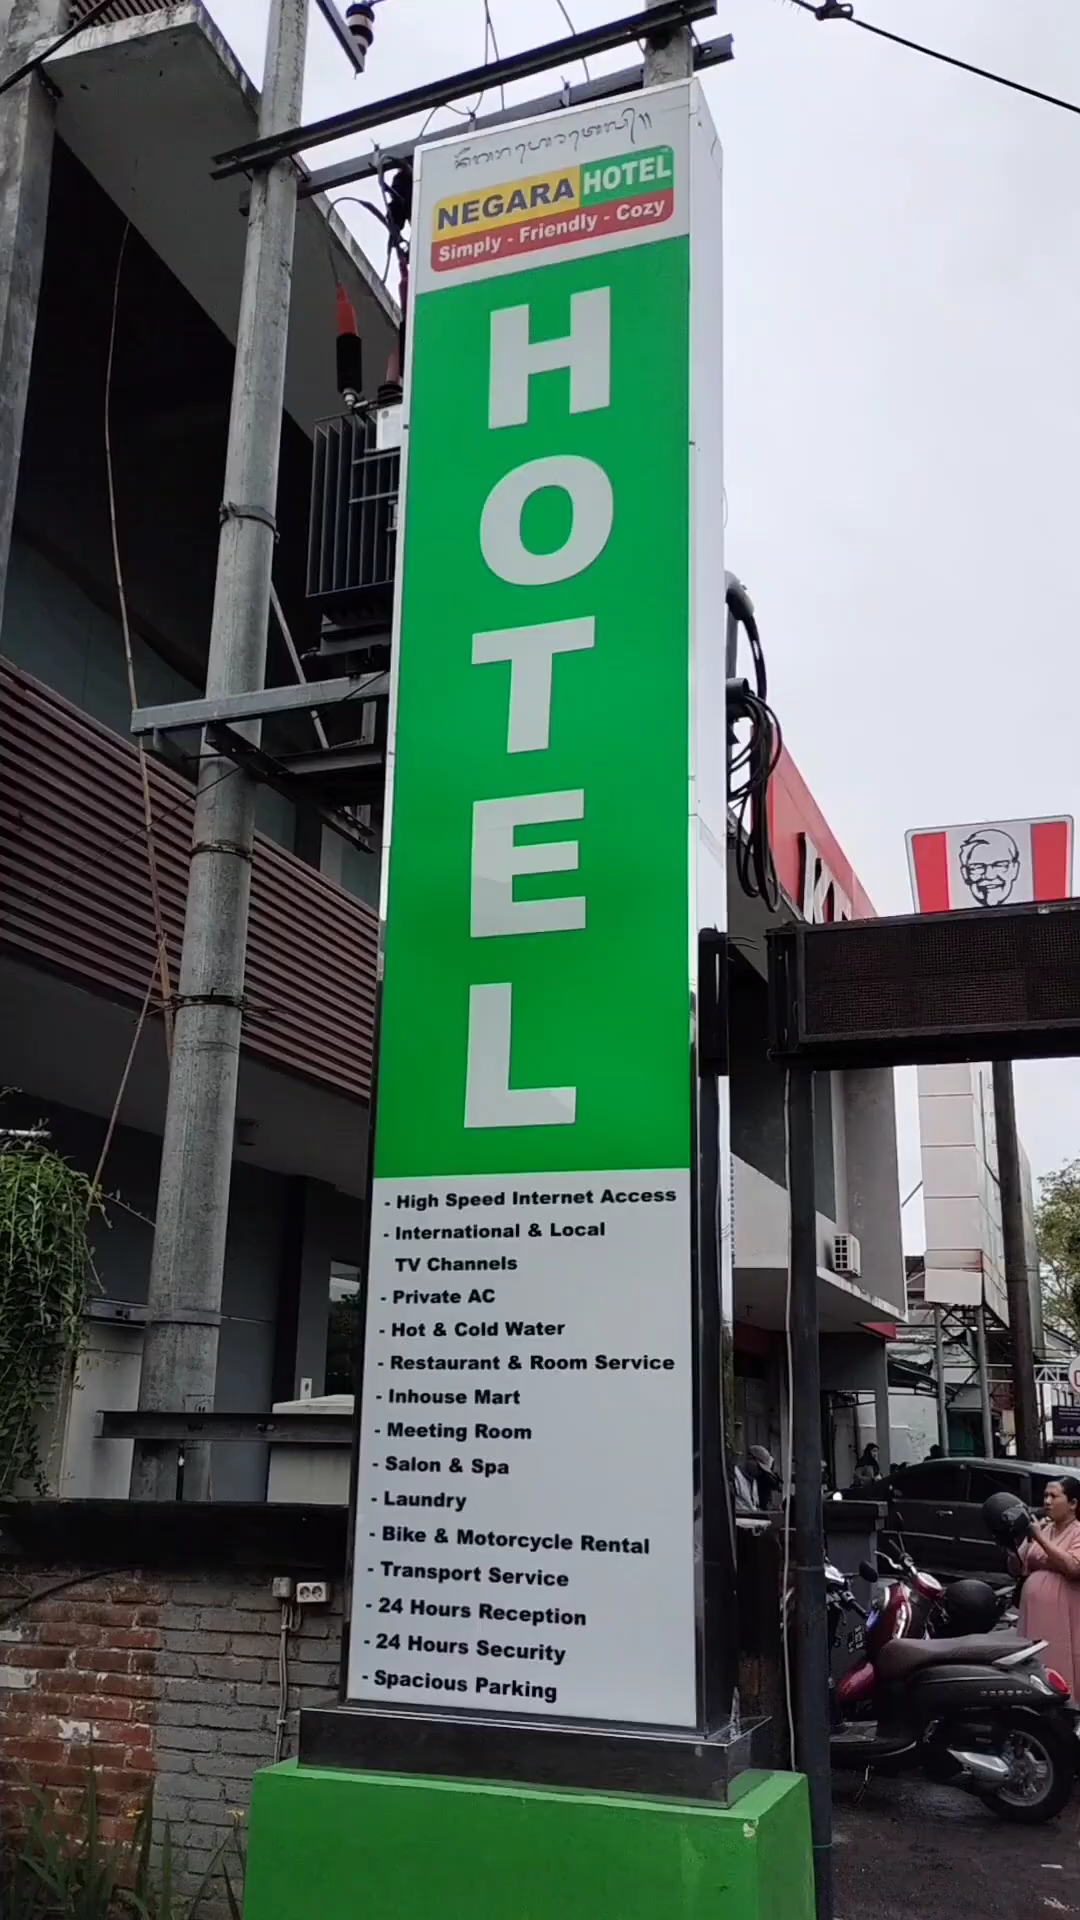 NEGARA HOTEL
Simply - Friendly - Cozy
HOTEL
- High Speed Internet Access
- International & Local
TV Channels
- Private AC
- Hot & Cold Water
- Restaurant & Room Service
- Inhouse Mart
- Meeting Room
- Salon & Spa
- Laundry
- Bike & Motorcycle Rental
- Transport Service
- 24 Hours Reception
- 24 Hours Security
- Spacious Parking